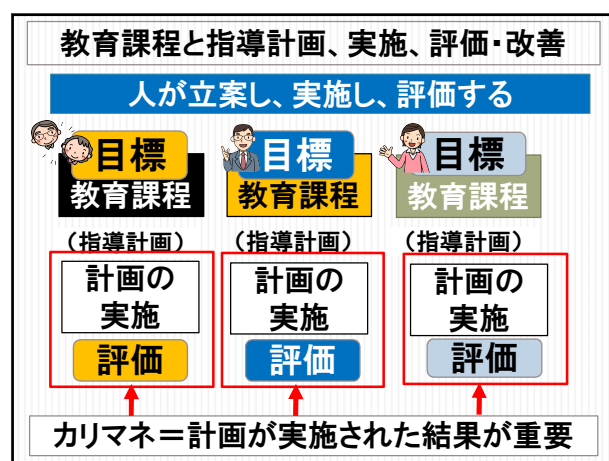 教育課程と指導計画、実施、評価・改善
人が立案し、実施し、評価する
目標
教育課程
(指導計画)
計画の
実施
評価
目標
教育課程
(指導計画)
計画の
実施
評価
目標
教育課程
(指導計画)
計画の
実施
評価
カリマネ＝計画が実施された結果が重要